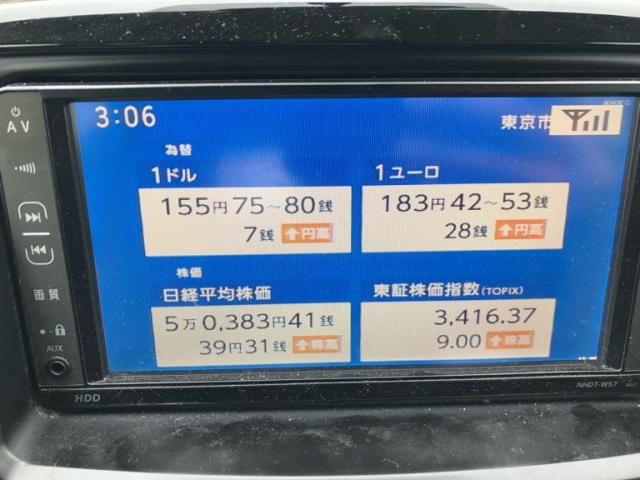 AV
3:06
東京市
為替
1ドル
155円75～80銭
7銭 ↑円高
1ユーロ
183円42～53銭
28銭 ↑円高
株価
日経平均株価
5万0,383円41銭
39円31銭 ↑株高
東証株価指数(TOPIX)
3,416.37
9.00 ↑株高
画質
AUX
HDD
NHDT-W57